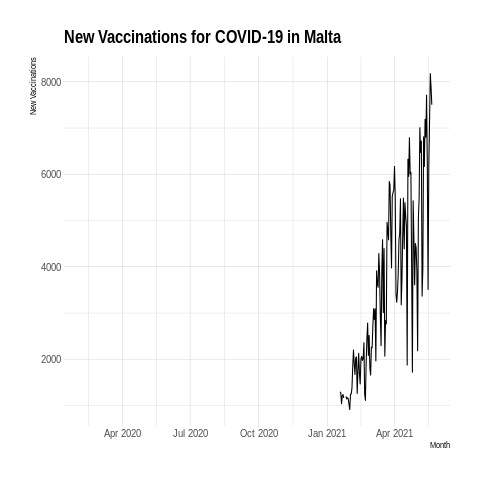 New Vaccinations for COVID-19 in Malta
New Vaccinations
8000
6000
4000
2000
Apr 2020 Jul 2020 Oct 2020 Jan 2021 Apr 2021
Month